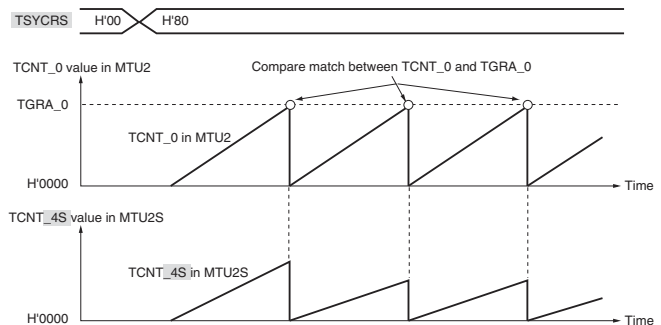 TSYCRS H'00 H'80
TCNT_0 value in MTU2
Compare match between TCNT_0 and TGRA_0
TGRA_0
TCNT_0 in MTU2
H'0000
Time
TCNT_4S value in MTU2S
TCNT_4S in MTU2S
H'0000
Time